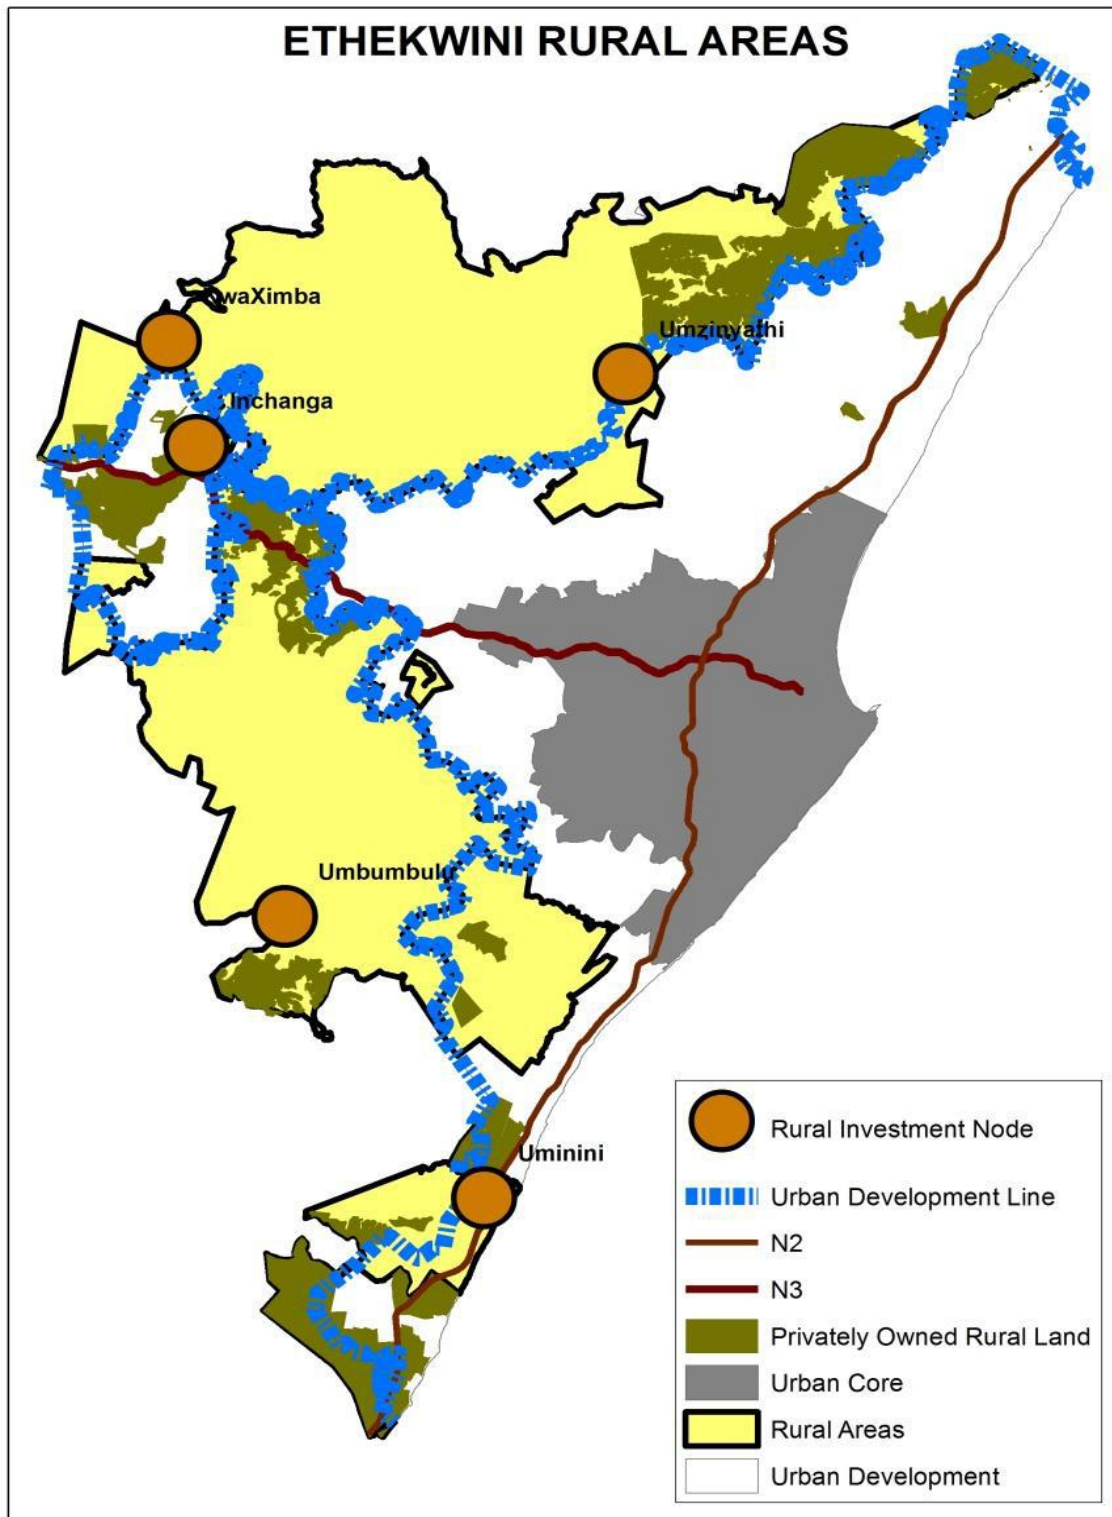 ETHEKWINI RURAL AREAS
waXimba
Umzinyathi
Inchanga
Umbumbulu
Uminini
Rural Investment Node
Urban Development Line
N2
N3
Privately Owned Rural Land
Urban Core
Rural Areas
Urban Development